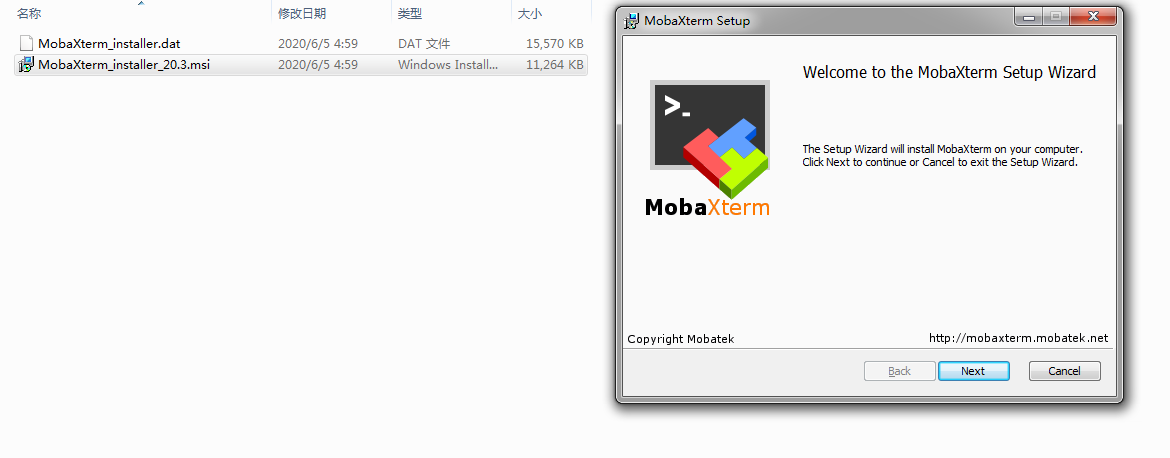 名称 修改日期 类型 大小
MobaXterm_installer.dat 2020/6/5 4:59 DAT 文件 15,570 KB
MobaXterm_installer_20.3.msi 2020/6/5 4:59 Windows Install... 11,264 KB
MobaXterm Setup
Welcome to the MobaXterm Setup Wizard
>_
The Setup Wizard will install MobaXterm on your computer.
Click Next to continue or Cancel to exit the Setup Wizard.
MobaXterm
Copyright Mobatek http://mobaxterm.mobatek.net
Back Next Cancel